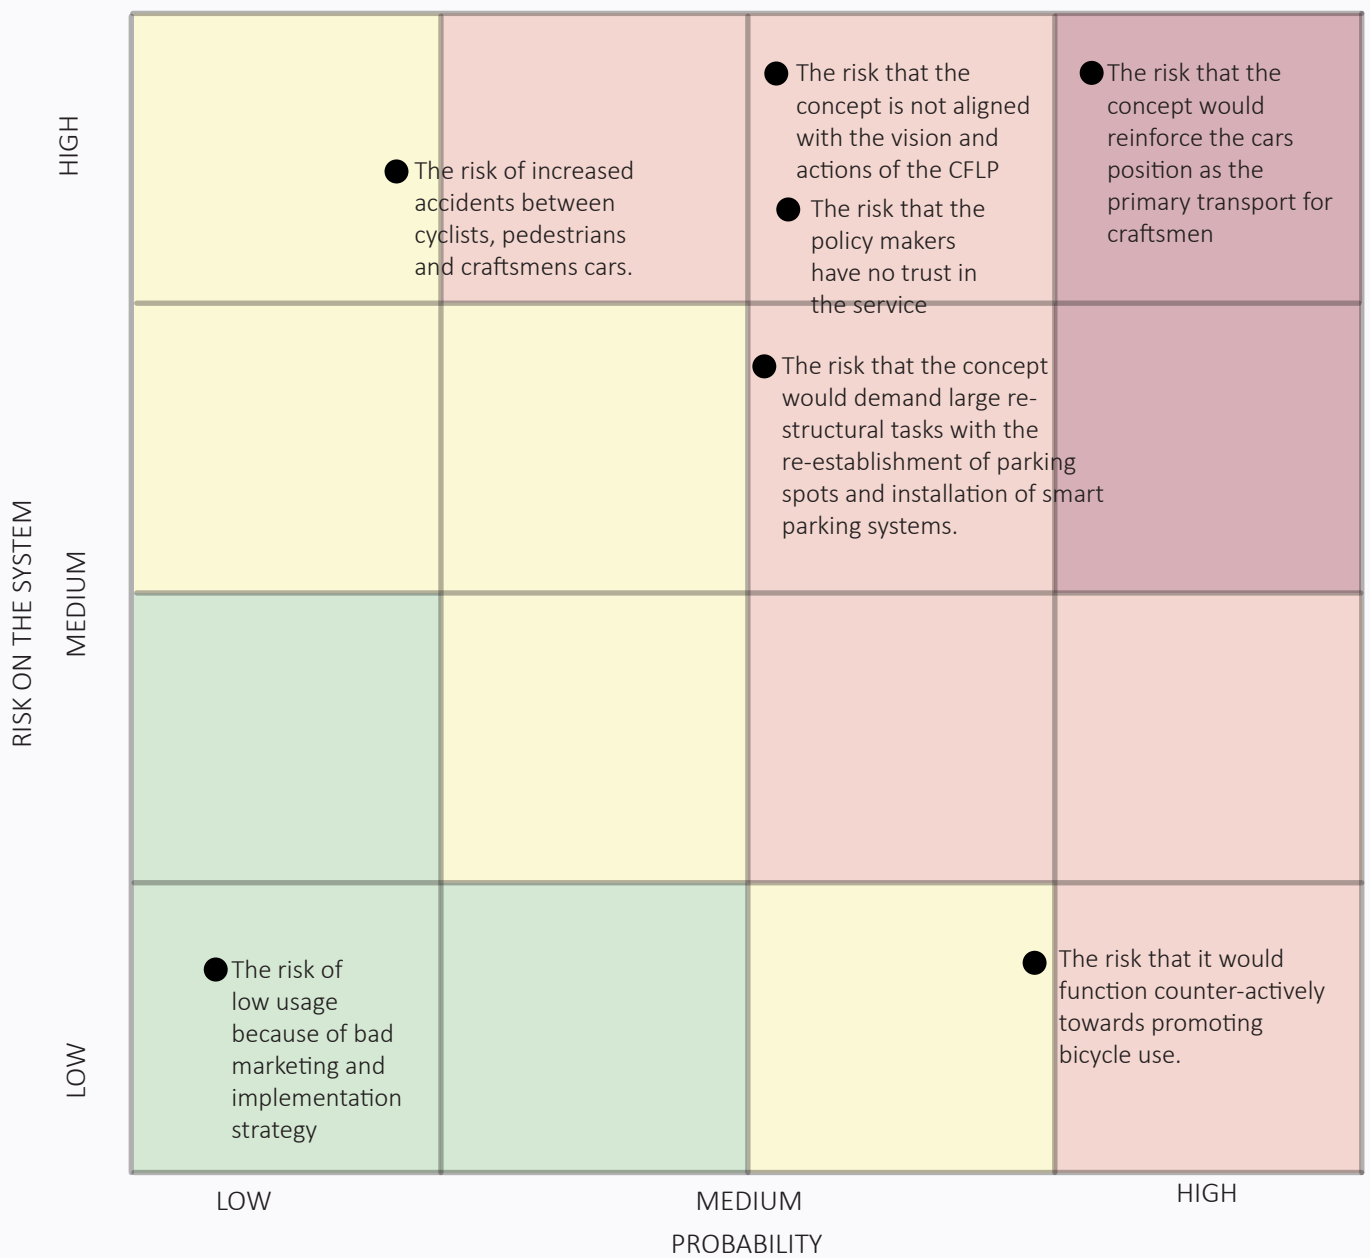 RISK ON THE SYSTEM
HIGH
MEDIUM
LOW
The risk of increased
accidents between
cyclists, pedestrians
and craftsmens cars.
The risk that the
concept is not aligned
with the vision and
actions of the CFLP
The risk that the
policy makers
have no trust in
the service
The risk that the
concept would
reinforce the cars
position as the
primary transport for
craftsmen
The risk that the concept
would demand large re-
structural tasks with the
re-establishment of parking
spots and installation of smart
parking systems.
The risk of
low usage
because of bad
marketing and
implementation
strategy
The risk that it would
function counter-actively
towards promoting
bicycle use.
LOW
MEDIUM
HIGH
PROBABILITY